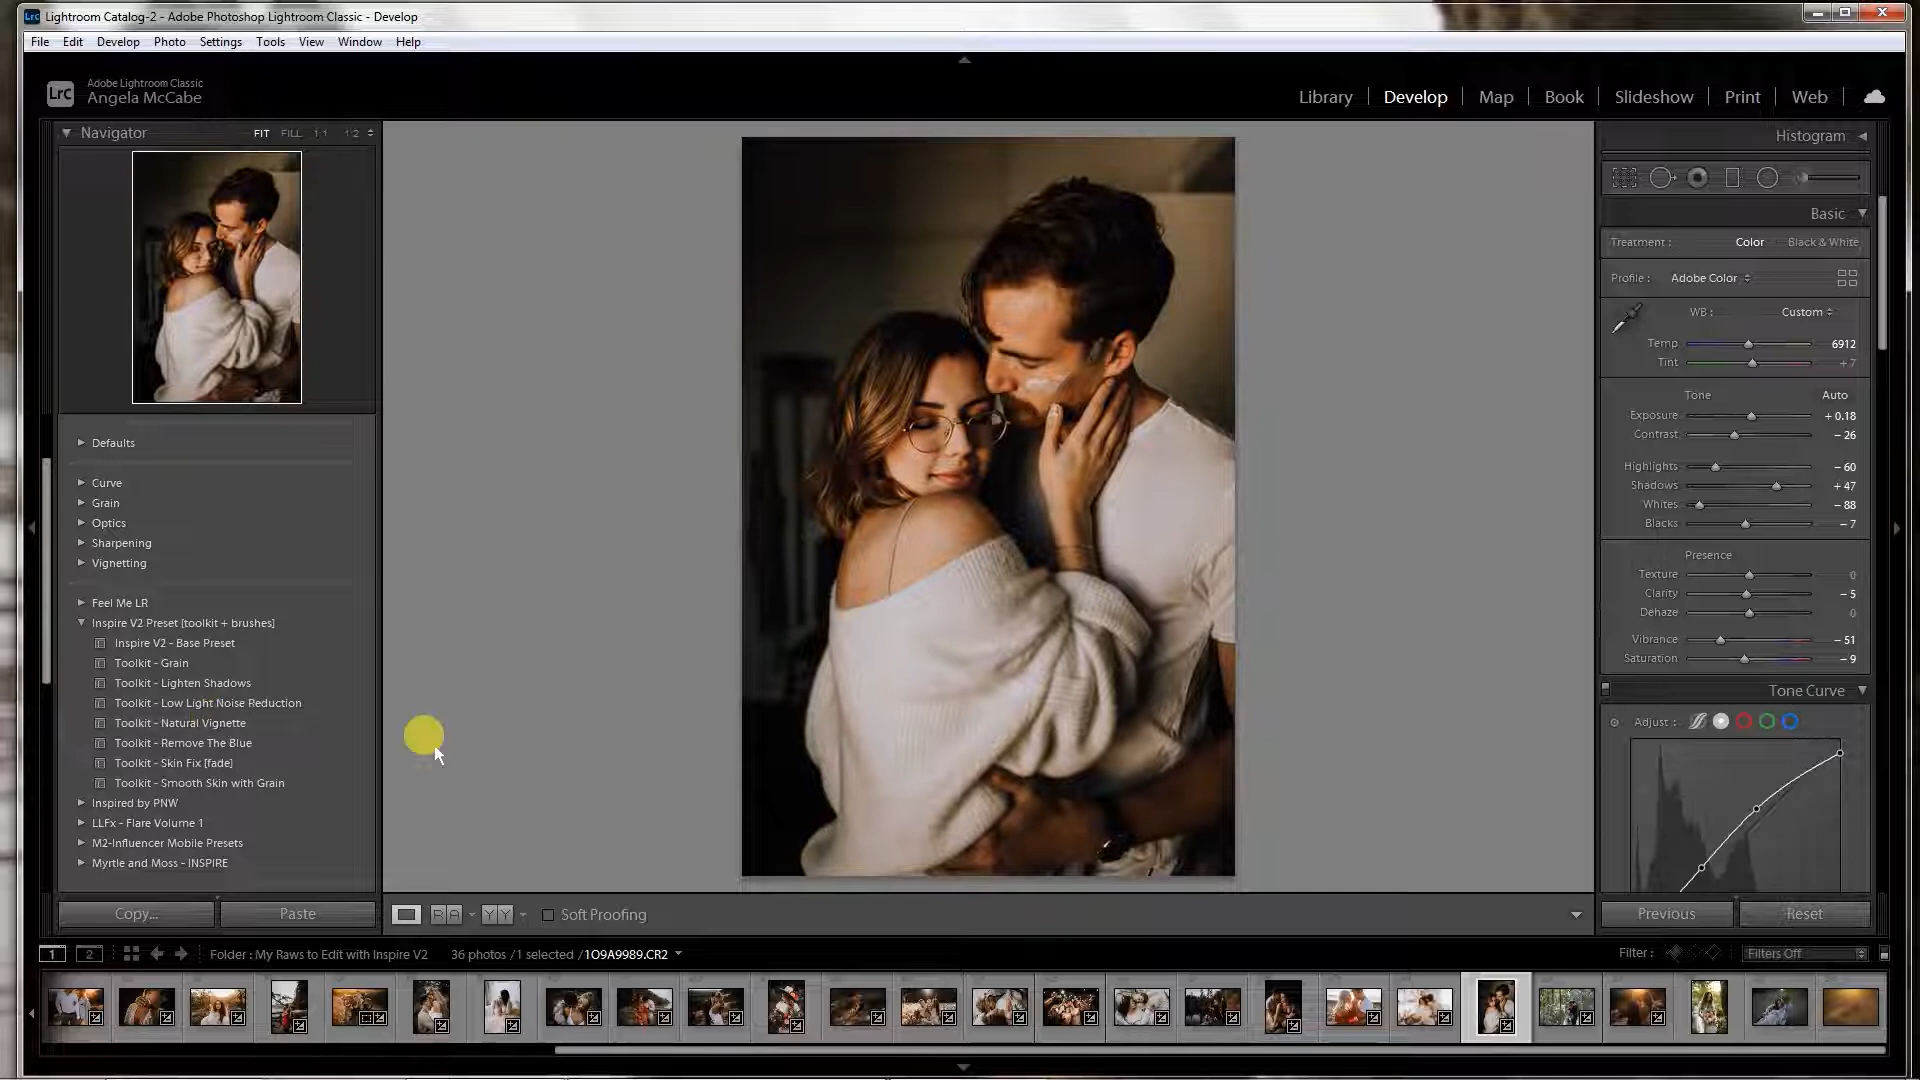 Lrc Lightroom Catalog-2 - Adobe Photoshop Lightroom Classic - Develop
File Edit Develop Photo Settings Tools View Window Help
LrC
Adobe Lightroom Classic
Angela McCabe
Library Develop Map Book Slideshow Print Web
Navigator FIT FILL 1:1 1:2
Defaults
Curve
Grain
Optics
Sharpening
Vignetting
Feel Me LR
Inspire V2 Preset [toolkit + brushes]
Inspire V2 - Base Preset
Toolkit - Grain
Toolkit - Lighten Shadows
Toolkit - Low Light Noise Reduction
Toolkit - Natural Vignette
Toolkit - Remove The Blue
Toolkit - Skin Fix [fade]
Toolkit - Smooth Skin with Grain
Inspired by PNW
LLFx - Flare Volume 1
M2-Influencer Mobile Presets
Myrtle and Moss - INSPIRE
Copy... Paste
Histogram
Basic
Treatment : Color Black & White
Profile : Adobe Color
WB : Custom
Temp 6912
Tint + 7
Tone Auto
Exposure + 0.18
Contrast - 26
Highlights - 60
Shadows + 47
Whites - 88
Blacks - 7
Presence
Texture 0
Clarity - 5
Dehaze 0
Vibrance - 51
Saturation - 9
Tone Curve
Adjust :
R A Y Y Soft Proofing
Previous Reset
1 2 Folder : My Raws to Edit with Inspire V2 36 photos / 1 selected / 1O9A9989.CR2 Filter : Filters Off